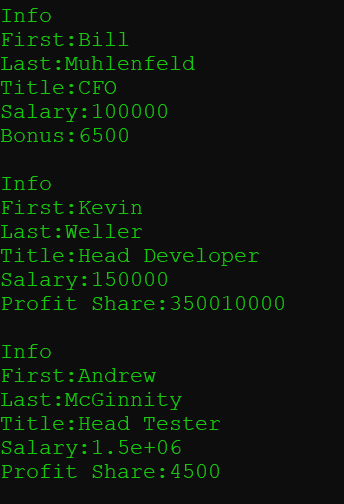 Info
First:Bill
Last:Muhlenfeld
Title:CFO
Salary:100000
Bonus:6500
Info
First:Kevin
Last:Weller
Title:Head Developer
Salary:150000
Profit Share:350010000
Info
First:Andrew
Last:McGinnity
Title:Head Tester
Salary:1.5e+06
Profit Share:4500